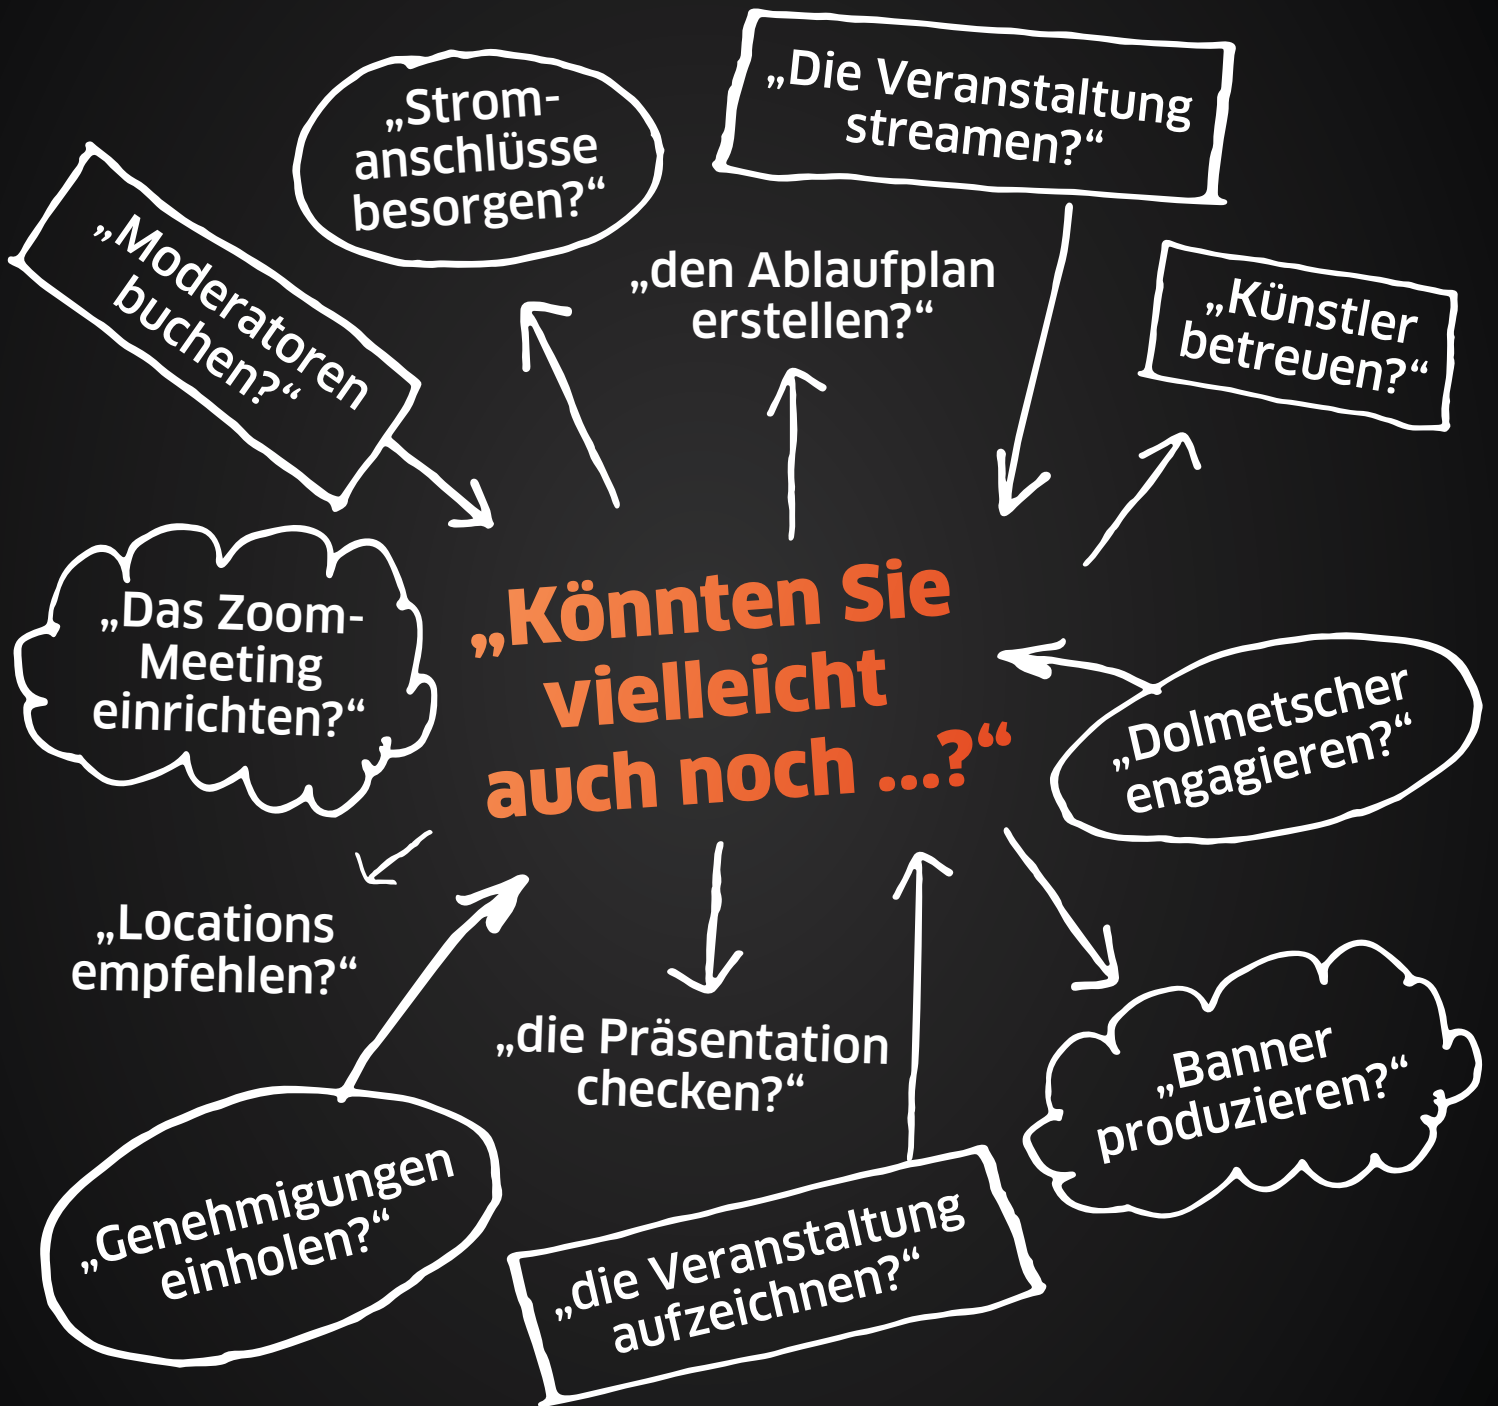 „Die Veranstaltung
streamen?“
„Strom-
anschlüsse
besorgen?“
„Moderatoren
buchen?“
„den Ablaufplan
erstellen?“
„Künstler
betreuen?“
„Das Zoom-
Meeting
einrichten?“
„Könnten Sie
vielleicht
auch noch ...?“
„Dolmetscher
engagieren?“
„Locations
empfehlen?“
„die Präsentation
checken?“
„Banner
produzieren?“
„Genehmigungen
einholen?“
„die Veranstaltung
aufzeichnen?“